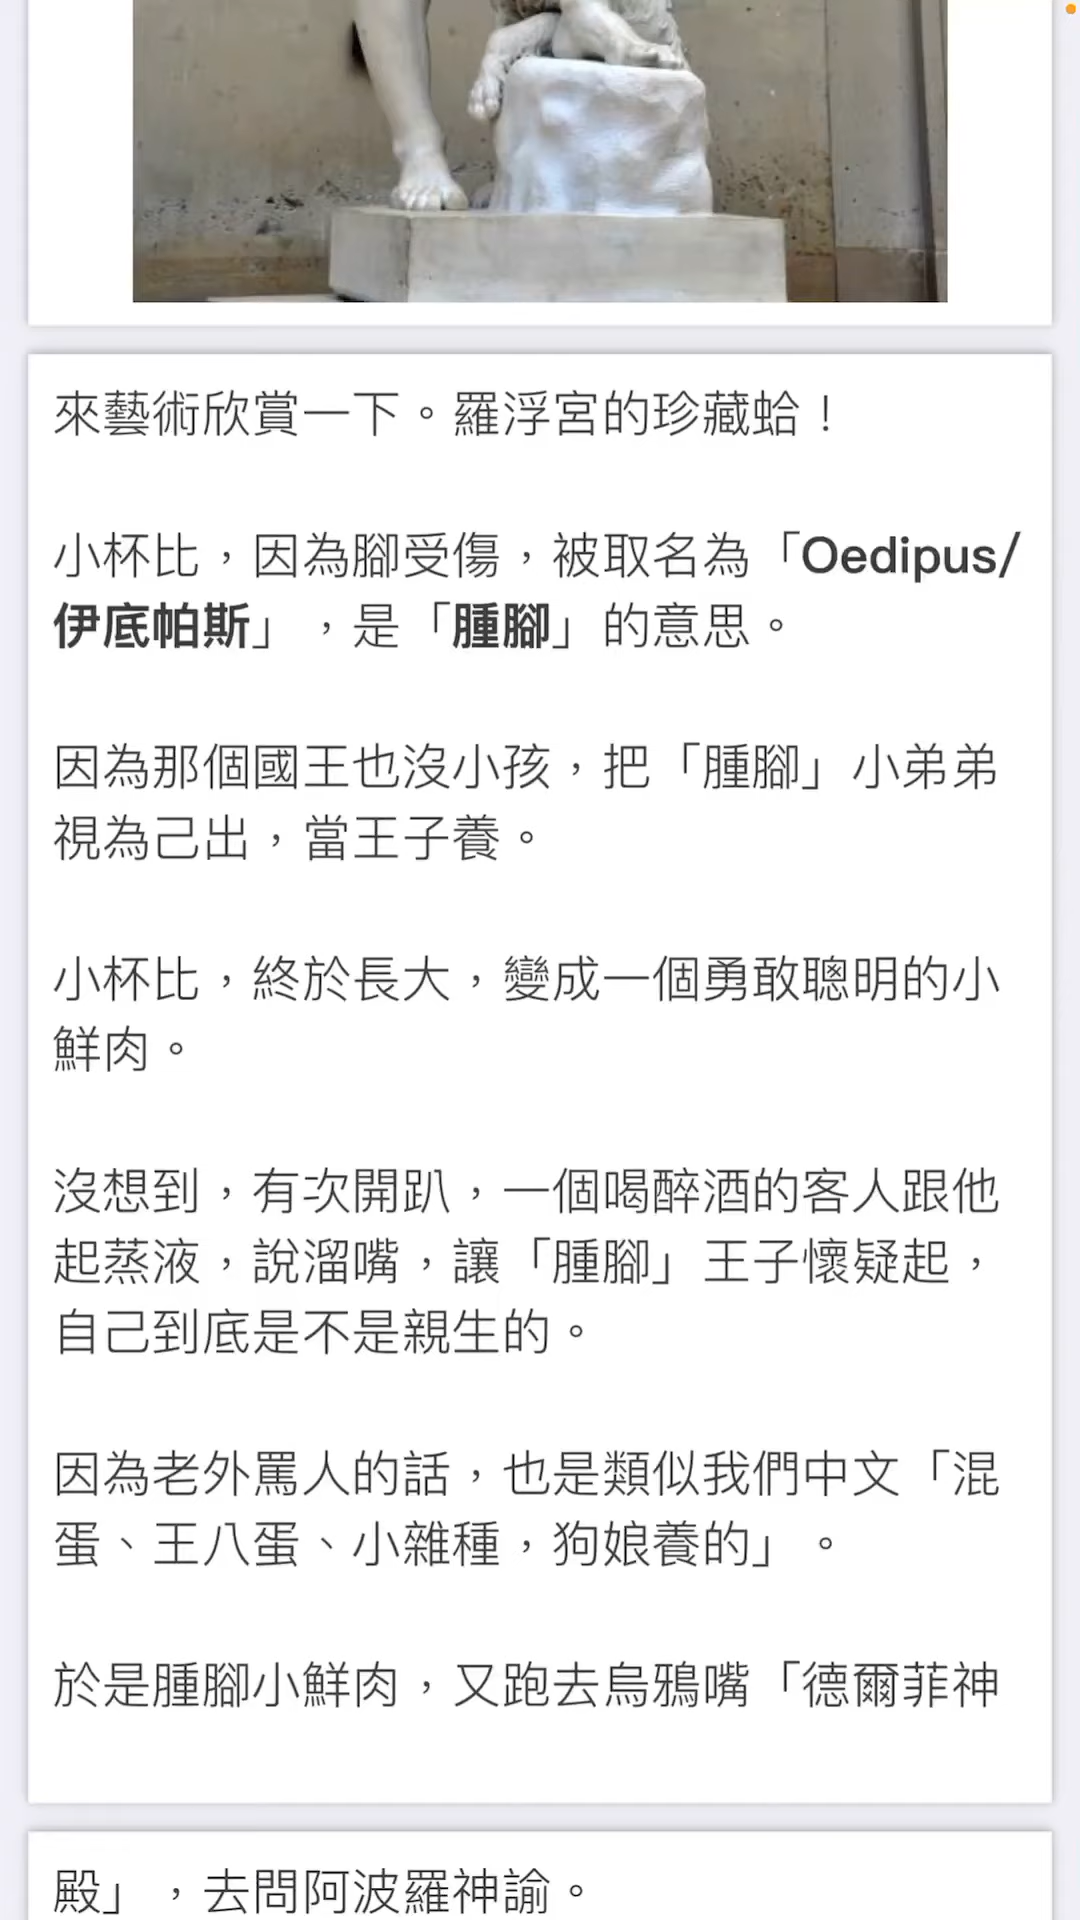 來藝術欣賞一下。羅浮宮的珍藏蛤！
小杯比，因為腳受傷，被取名為「Oedipus/
伊底帕斯」，是「腫腳」的意思。
因為那個國王也沒小孩，把「腫腳」小弟弟
視為己出，當王子養。
小杯比，終於長大，變成一個勇敢聰明的小
鮮肉。
沒想到，有次開趴，一個喝醉酒的客人跟他
起蒸液，說溜嘴，讓「腫腳」王子懷疑起，
自己到底是不是親生的。
因為老外罵人的話，也是類似我們中文「混
蛋、王八蛋、小雜種，狗娘養的」。
於是腫腳小鮮肉，又跑去烏鴉嘴「德爾菲神
殿」，去問阿波羅神諭。